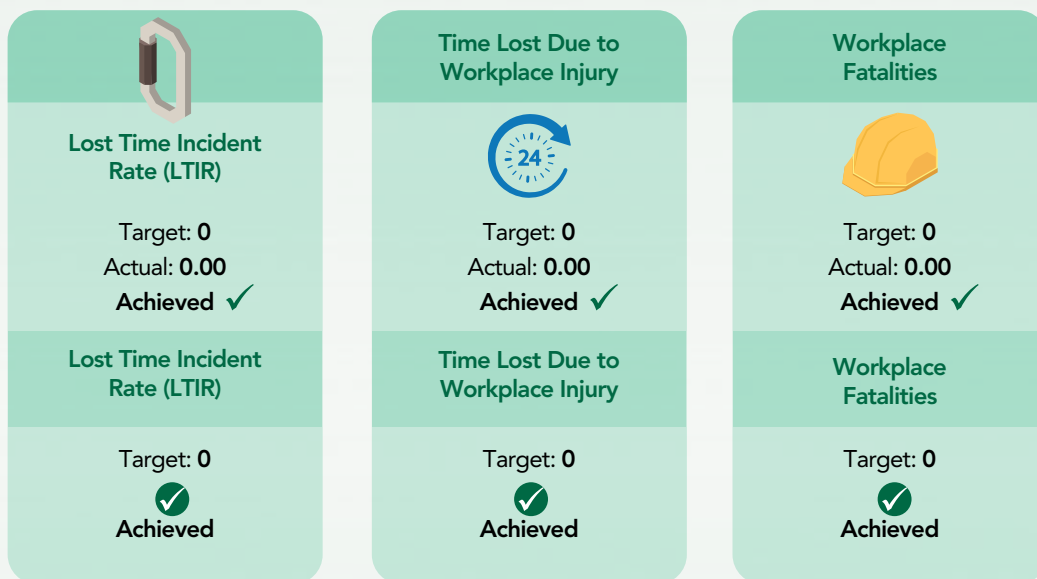 Lost Time Incident
Rate (LTIR)
Target: 0
Actual: 0.00
Achieved ✓
Lost Time Incident
Rate (LTIR)
Target: 0
Achieved
Time Lost Due to
Workplace Injury
24
Target: 0
Actual: 0.00
Achieved ✓
Time Lost Due to
Workplace Injury
Target: 0
Achieved
Workplace
Fatalities
Target: 0
Actual: 0.00
Achieved ✓
Workplace
Fatalities
Target: 0
Achieved